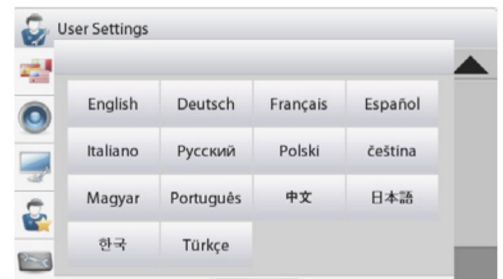 User Settings
English Deutsch Français Español
Italiano Русский Polski čeština
Magyar Português 中文 日本語
한국 Türkçe